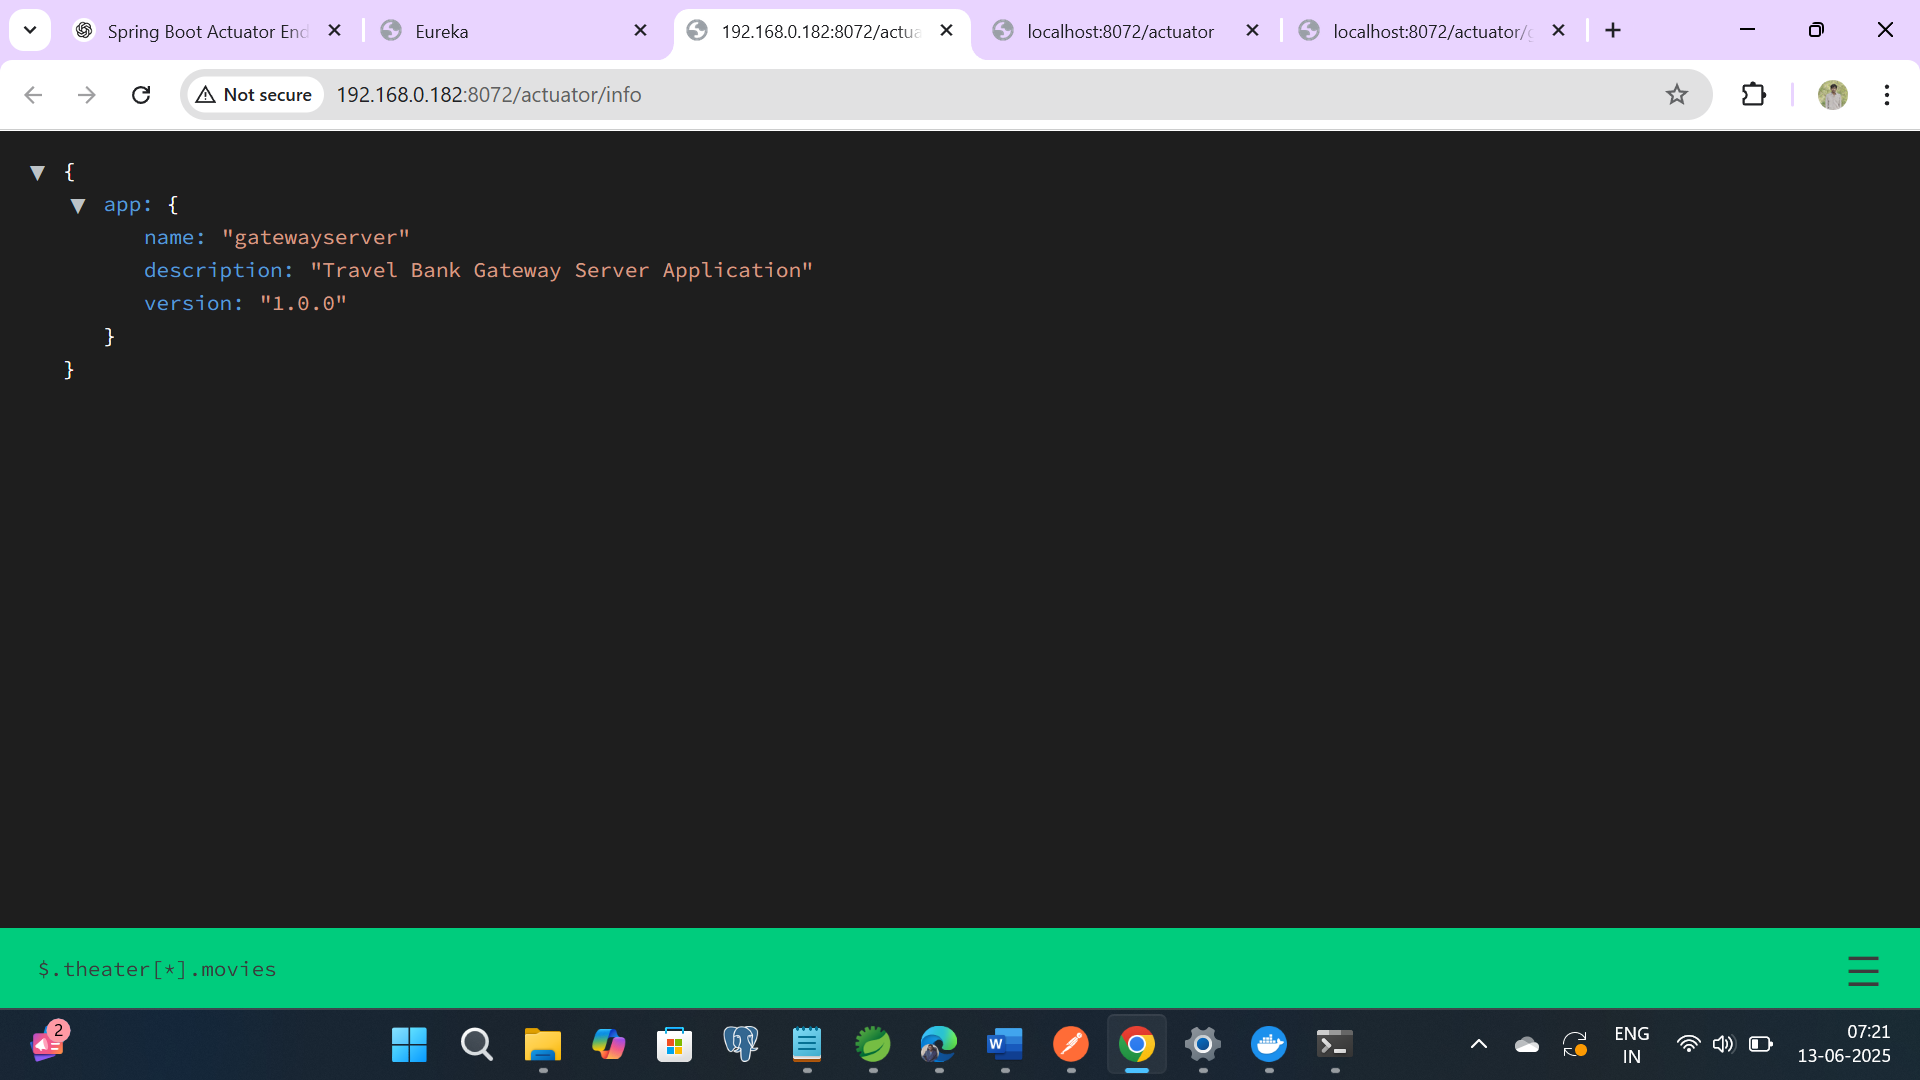 Spring Boot Actuator End
Eureka
192.168.0.182:8072/actua
localhost:8072/actuator
localhost:8072/actuator/g
Not secure
192.168.0.182:8072/actuator/info
{
app: {
name: "gatewayserver"
description: "Travel Bank Gateway Server Application"
version: "1.0.0"
}
}
$.theater[*].movies
2
W
ENG
IN
07:21
13-06-2025